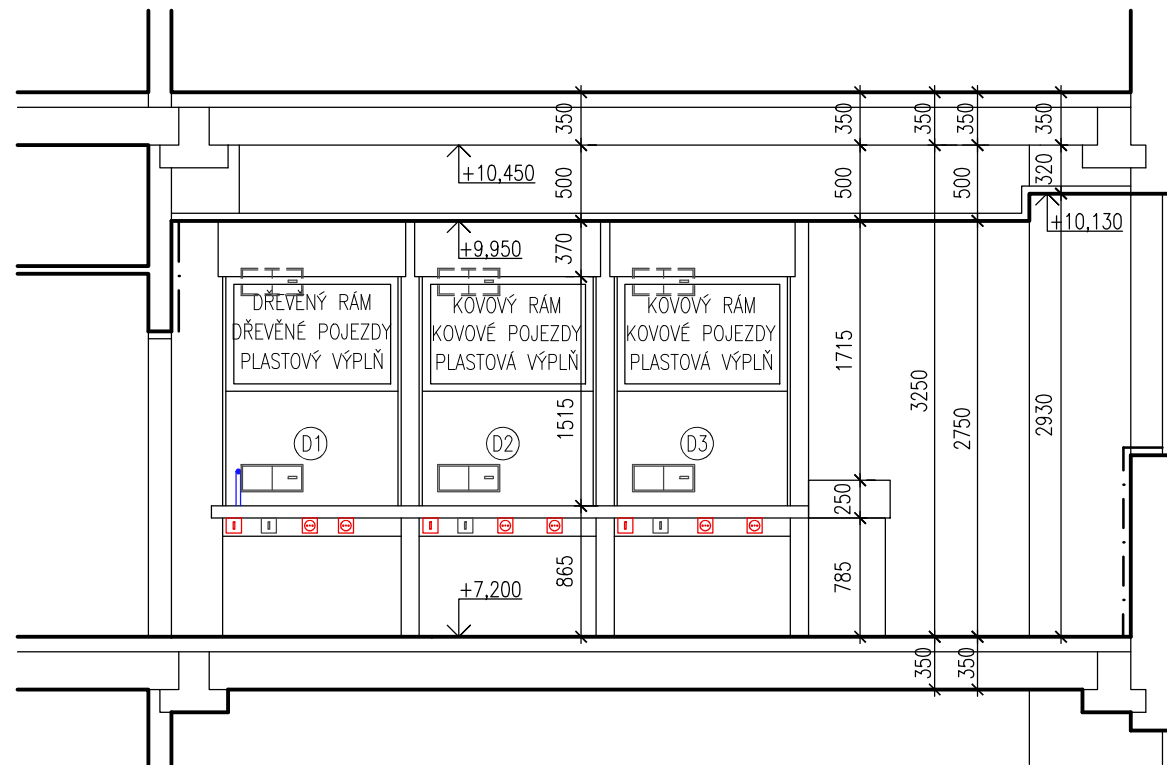 350
350
350
350
350
+10,450
500
500
500
320
+10,130
+9,950
370
DŘEVENÝ RÁM
DŘEVĚNÉ POJEZDY
PLASTOVÝ VÝPLŇ
KOVOVÝ RÁM
KOVOVÉ POJEZDY
PLASTOVÁ VÝPLŇ
KOVOVÝ RÁM
KOVOVÉ POJEZDY
PLASTOVÁ VÝPLŇ
1715
3250
2750
2930
1515
D1
D2
D3
250
865
785
+7,200
350
350